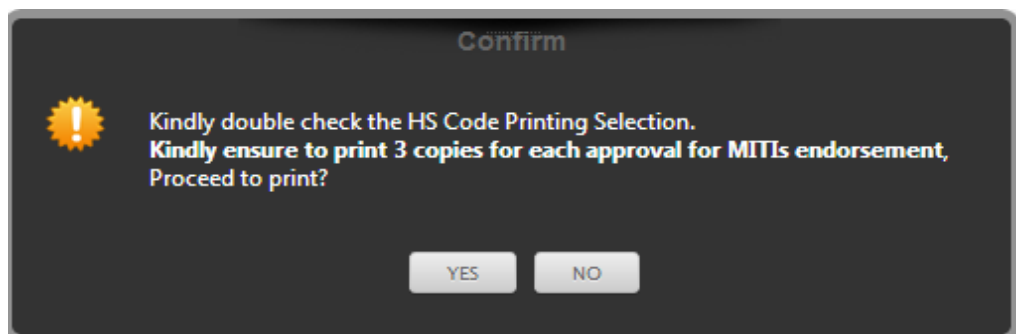 Confirm
Kindly double check the HS Code Printing Selection.
Kindly ensure to print 3 copies for each approval for MITIs endorsement,
Proceed to print?
YES NO